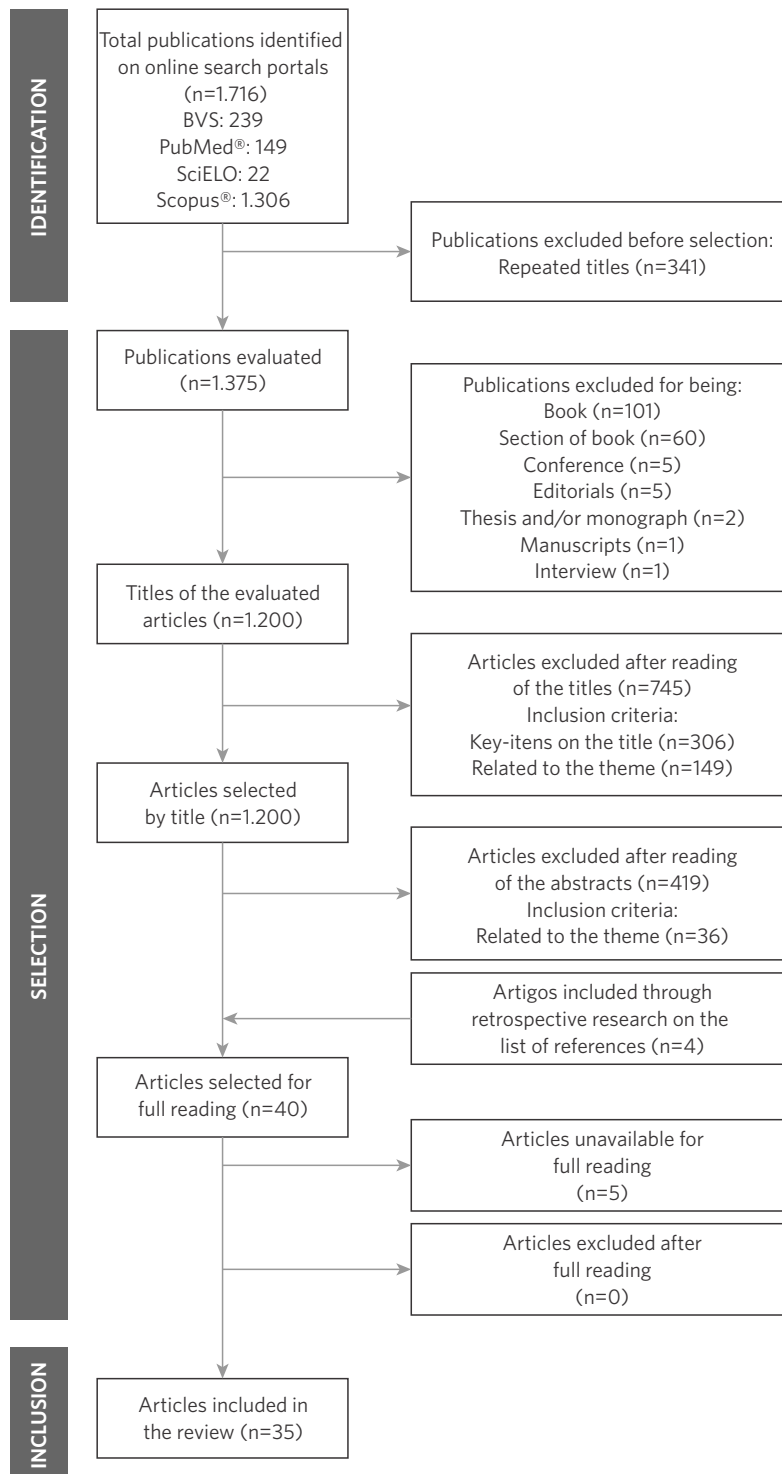 IDENTIFICATION
Total publications identified
on online search portals
(n=1.716)
BVS: 239
PubMed®: 149
SciELO: 22
Scopus®: 1.306
Publications excluded before selection:
Repeated titles (n=341)
SELECTION
Publications evaluated
(n=1.375)
Publications excluded for being:
Book (n=101)
Section of book (n=60)
Conference (n=5)
Editorials (n=5)
Thesis and/or monograph (n=2)
Manuscripts (n=1)
Interview (n=1)
Titles of the evaluated
articles (n=1.200)
Articles excluded after reading
of the titles (n=745)
Inclusion criteria:
Key-itens on the title (n=306)
Related to the theme (n=149)
Articles selected
by title (n=1.200)
Articles excluded after reading
of the abstracts (n=419)
Inclusion criteria:
Related to the theme (n=36)
Artigos included through
retrospective research on the
list of references (n=4)
Articles selected for
full reading (n=40)
Articles unavailable for
full reading
(n=5)
Articles excluded after
full reading
(n=0)
INCLUSION
Articles included in
the review (n=35)